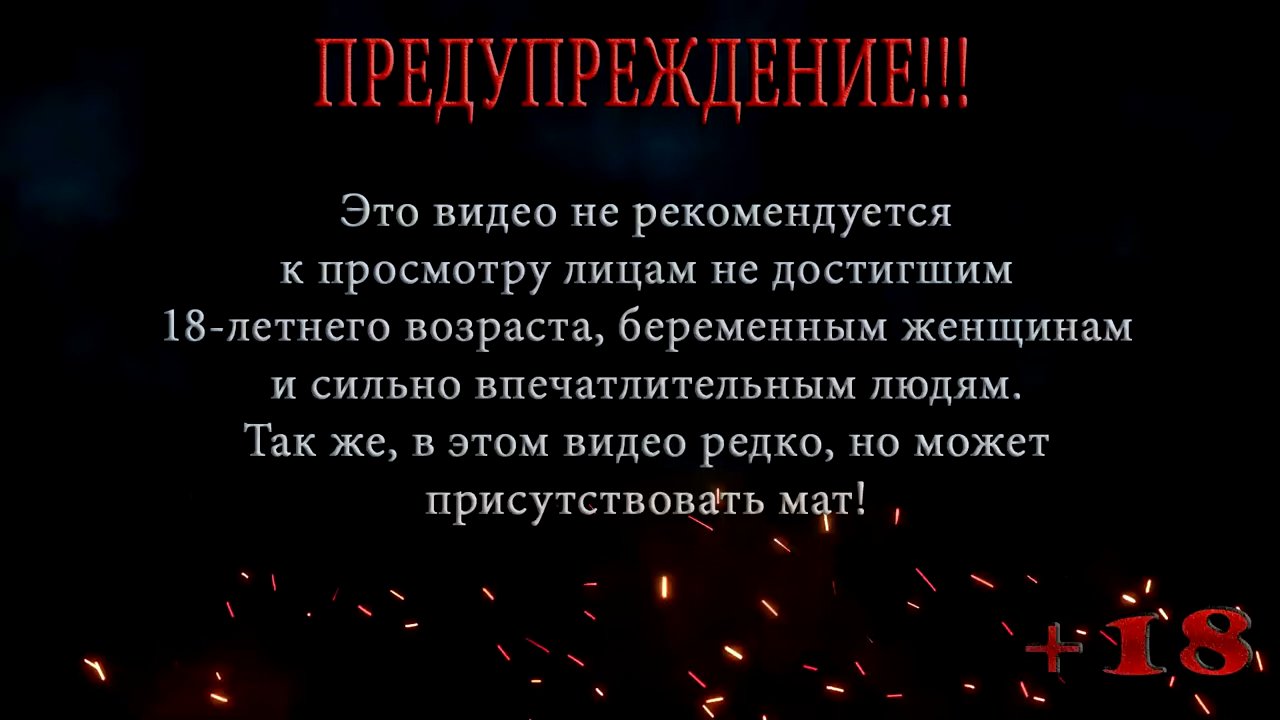 ПРЕДУПРЕЖДЕНИЕ!!!
Это видео не рекомендуется
к просмотру лицам не достигшим
18-летнего возраста, беременным женщинам
и сильно впечатлительным людям.
Так же, в этом видео редко, но может
присутствовать мат!
+18